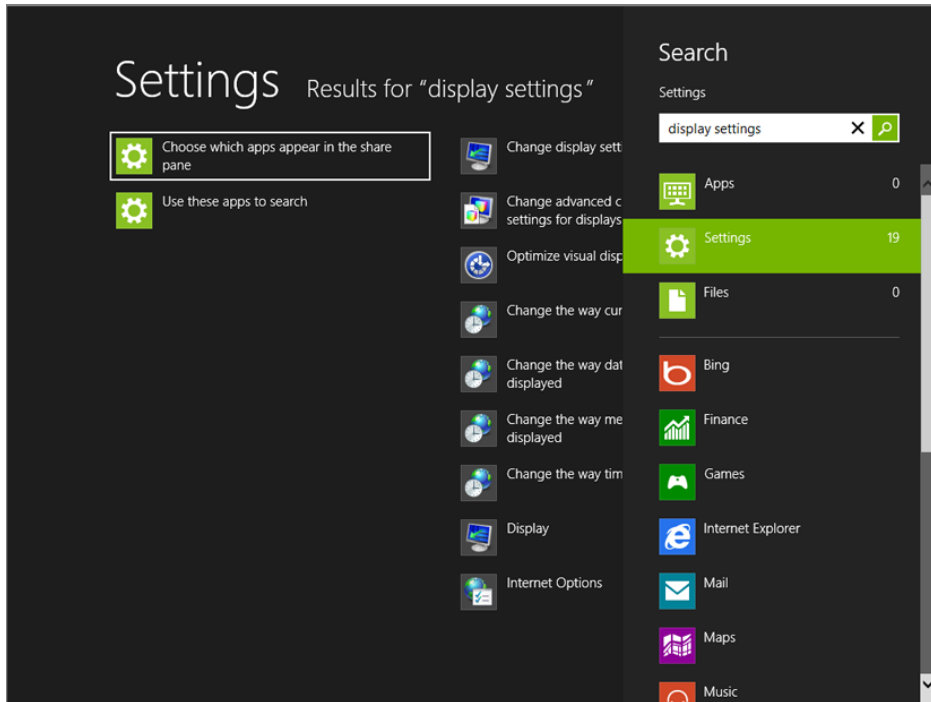 Settings Results for “display settings”
Choose which apps appear in the share
pane
Use these apps to search
Change display sett
Change advanced c
settings for displays
Optimize visual disp
Change the way cur
Change the way dat
displayed
Change the way me
displayed
Change the way tim
Display
Internet Options
Search
Settings
display settings
Apps 0
Settings 19
Files 0
Bing
Finance
Games
Internet Explorer
Mail
Maps
Music